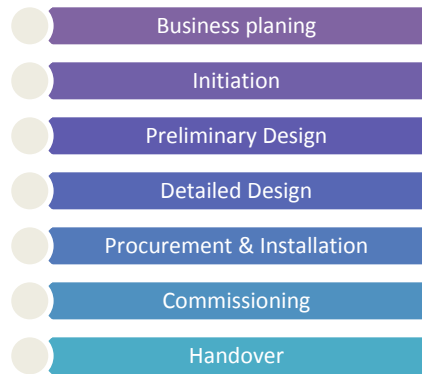 Business planing
Initiation
Preliminary Design
Detailed Design
Procurement & Installation
Commissioning
Handover